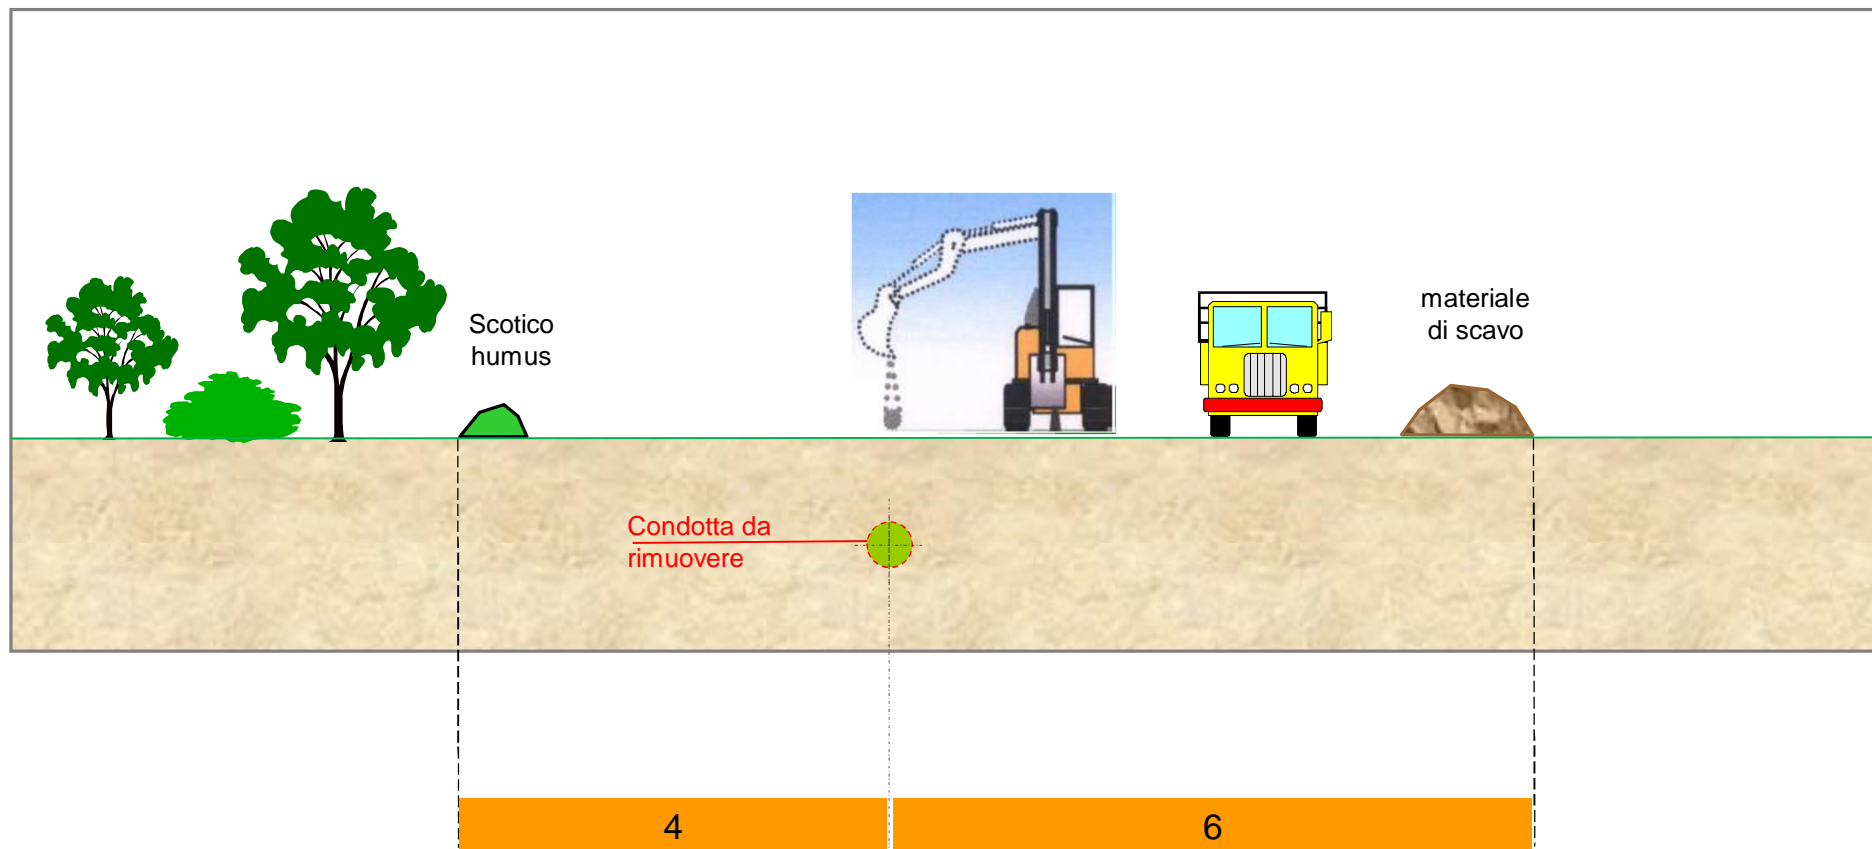 Scotico
humus
materiale
di scavo
Condotta da
rimuovere
4
6